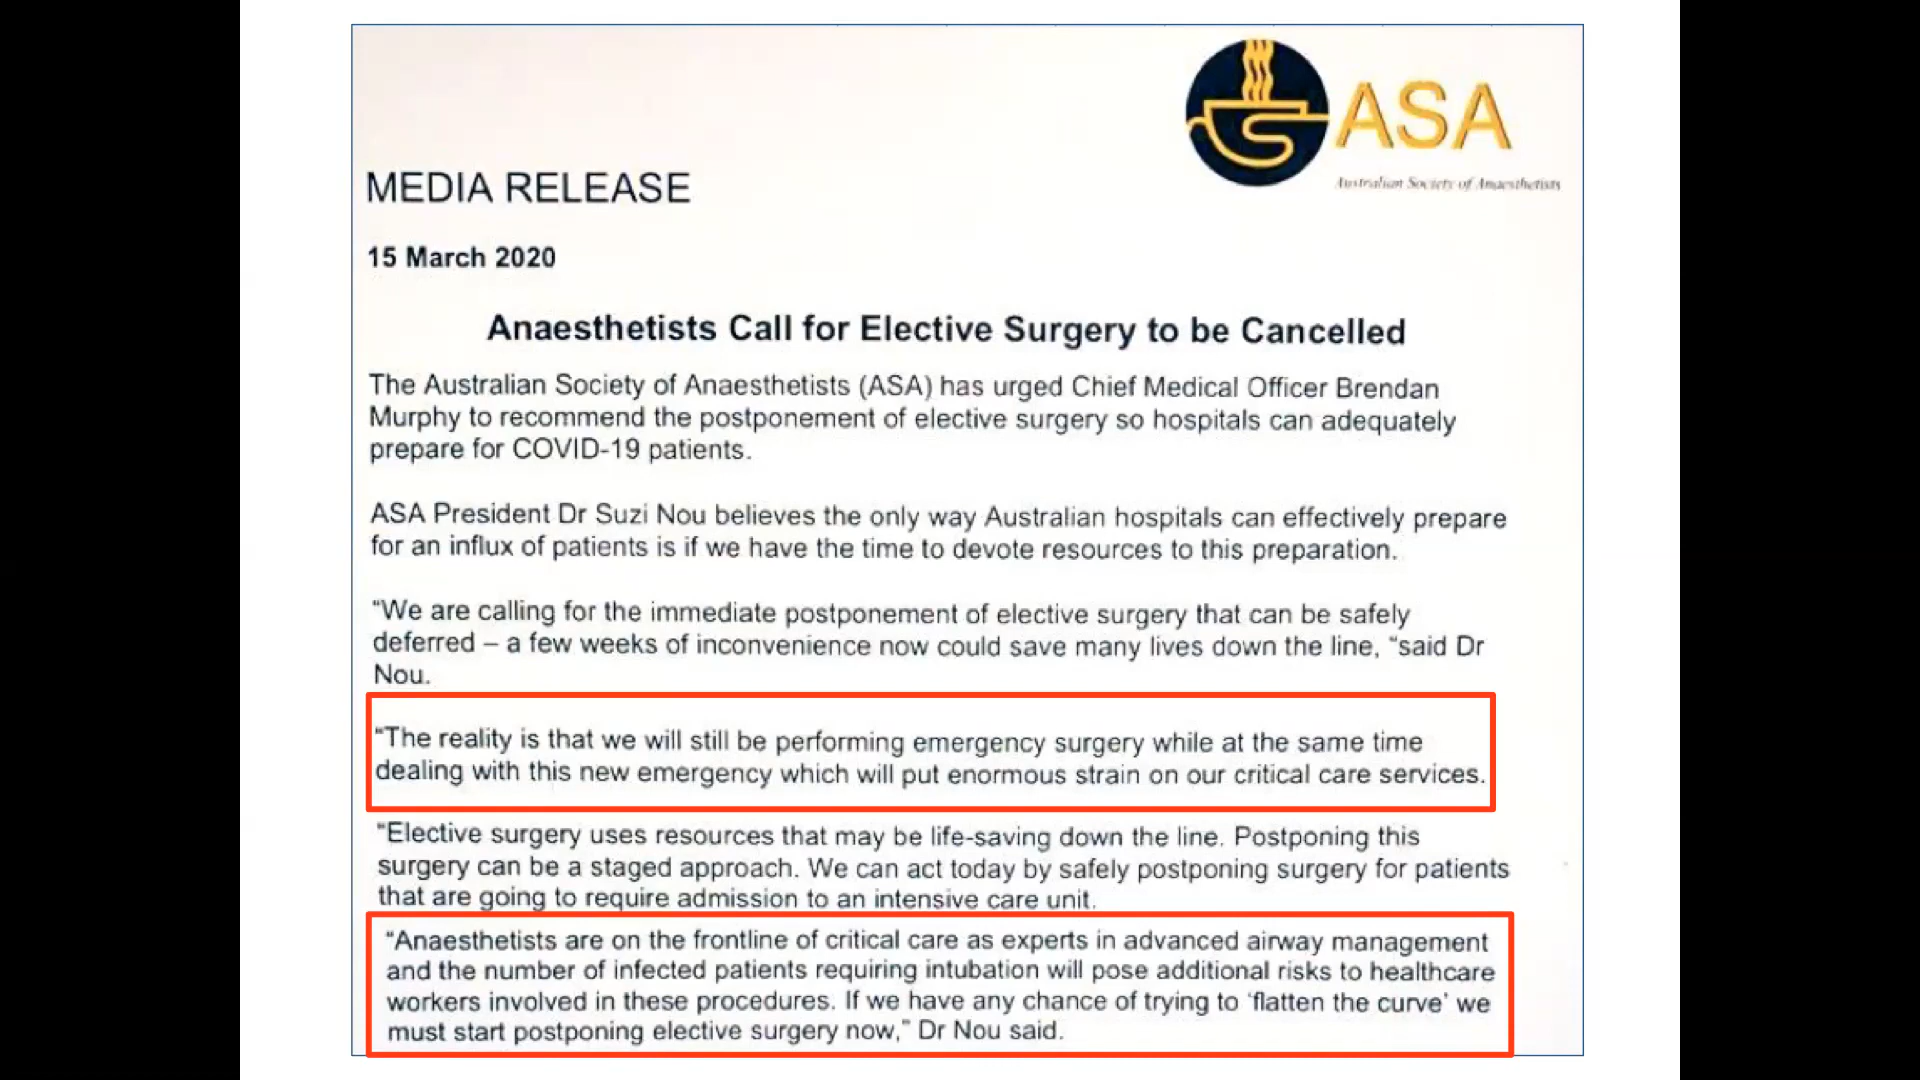 ASA
Australian Society of Anaesthetists
MEDIA RELEASE
15 March 2020
Anaesthetists Call for Elective Surgery to be Cancelled
The Australian Society of Anaesthetists (ASA) has urged Chief Medical Officer Brendan
Murphy to recommend the postponement of elective surgery so hospitals can adequately
prepare for COVID-19 patients.
ASA President Dr Suzi Nou believes the only way Australian hospitals can effectively prepare
for an influx of patients is if we have the time to devote resources to this preparation.
“We are calling for the immediate postponement of elective surgery that can be safely
deferred – a few weeks of inconvenience now could save many lives down the line, “said Dr
Nou.
“The reality is that we will still be performing emergency surgery while at the same time
dealing with this new emergency which will put enormous strain on our critical care services.
“Elective surgery uses resources that may be life-saving down the line. Postponing this
surgery can be a staged approach. We can act today by safely postponing surgery for patients
that are going to require admission to an intensive care unit.
“Anaesthetists are on the frontline of critical care as experts in advanced airway management
and the number of infected patients requiring intubation will pose additional risks to healthcare
workers involved in these procedures. If we have any chance of trying to ‘flatten the curve’ we
must start postponing elective surgery now,” Dr Nou said.